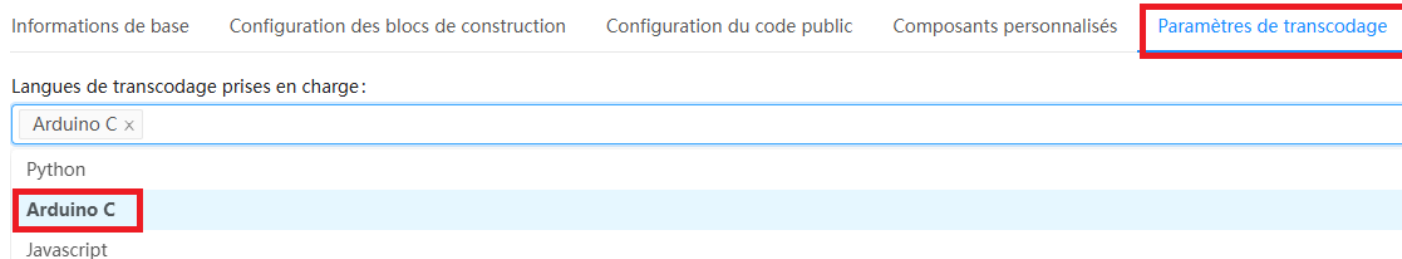 Informations de base Configuration des blocs de construction Configuration du code public Composants personnalisés Paramètres de transcodage
Langues de transcodage prises en charge:
Arduino C x
Python
Arduino C
Javascript